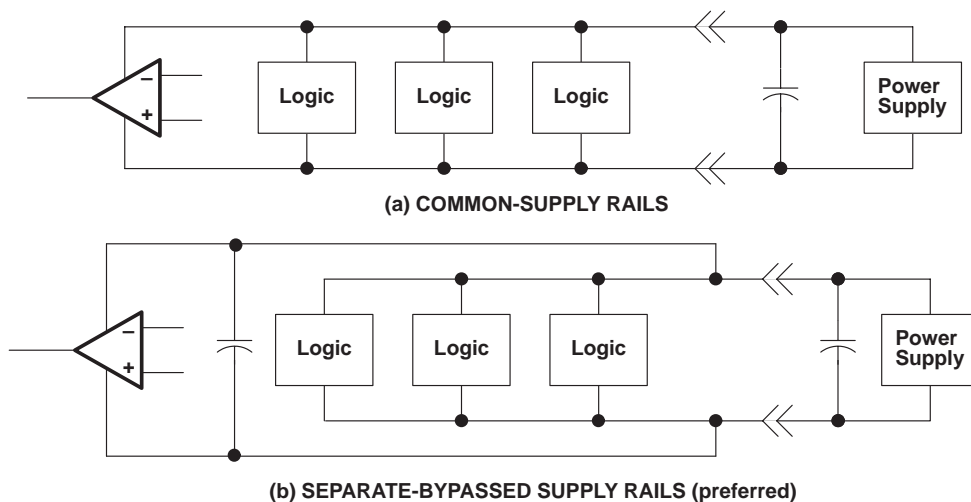 −
+
Logic
Logic
Logic
Power
Supply
(a) COMMON-SUPPLY RAILS
−
+
Logic
Logic
Logic
Power
Supply
(b) SEPARATE-BYPASSED SUPPLY RAILS (preferred)